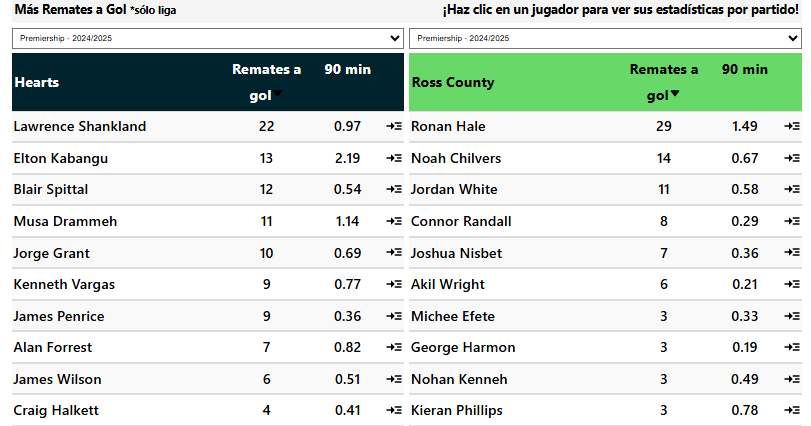 Más Remates a Gol *sólo liga
¡Haz clic en un jugador para ver sus estadísticas por partido!
Premiership - 2024/2025
Premiership - 2024/2025
Hearts Remates a gol 90 min
Lawrence Shankland 22 0.97
Elton Kabangu 13 2.19
Blair Spittal 12 0.54
Musa Drammeh 11 1.14
Jorge Grant 10 0.69
Kenneth Vargas 9 0.77
James Penrice 9 0.36
Alan Forrest 7 0.82
James Wilson 6 0.51
Craig Halkett 4 0.41
Ross County Remates a gol 90 min
Ronan Hale 29 1.49
Noah Chilvers 14 0.67
Jordan White 11 0.58
Connor Randall 8 0.29
Joshua Nisbet 7 0.36
Akil Wright 6 0.21
Michee Efete 3 0.33
George Harmon 3 0.19
Nohan Kenneh 3 0.49
Kieran Phillips 3 0.78